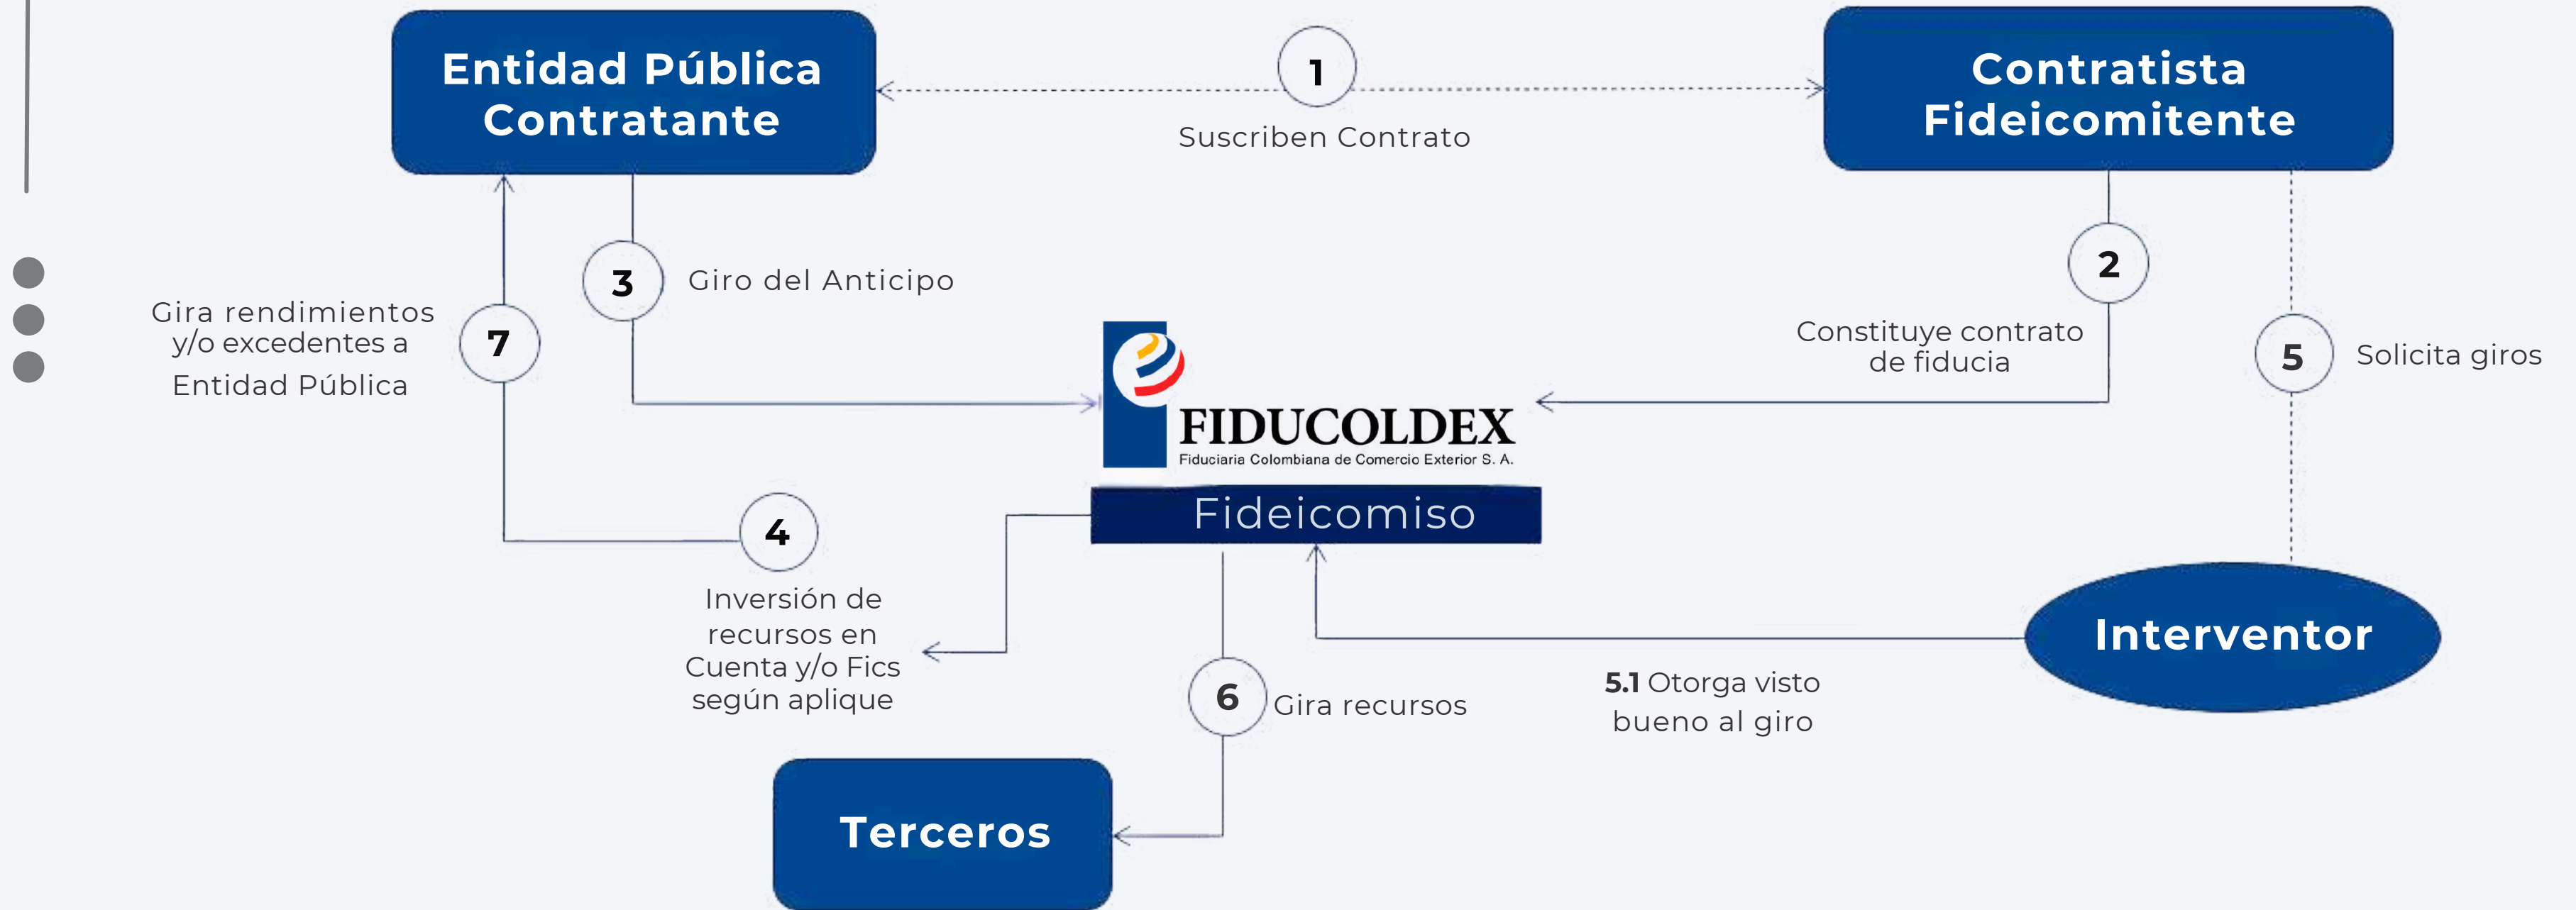 Entidad Pública
Contratante
1
Suscriben Contrato
Contratista
Fideicomitente
2
Constituye contrato
de fiducia
3
Giro del Anticipo
7
Gira rendimientos
y/o excedentes a
Entidad Pública
5
Solicita giros
FIDUCOLDEX
Fiduciaria Colombiana de Comercio Exterior S. A.
Fideicomiso
4
Inversión de
recursos en
Cuenta y/o Fics
según aplique
6
Gira recursos
5.1 Otorga visto
bueno al giro
Interventor
Terceros